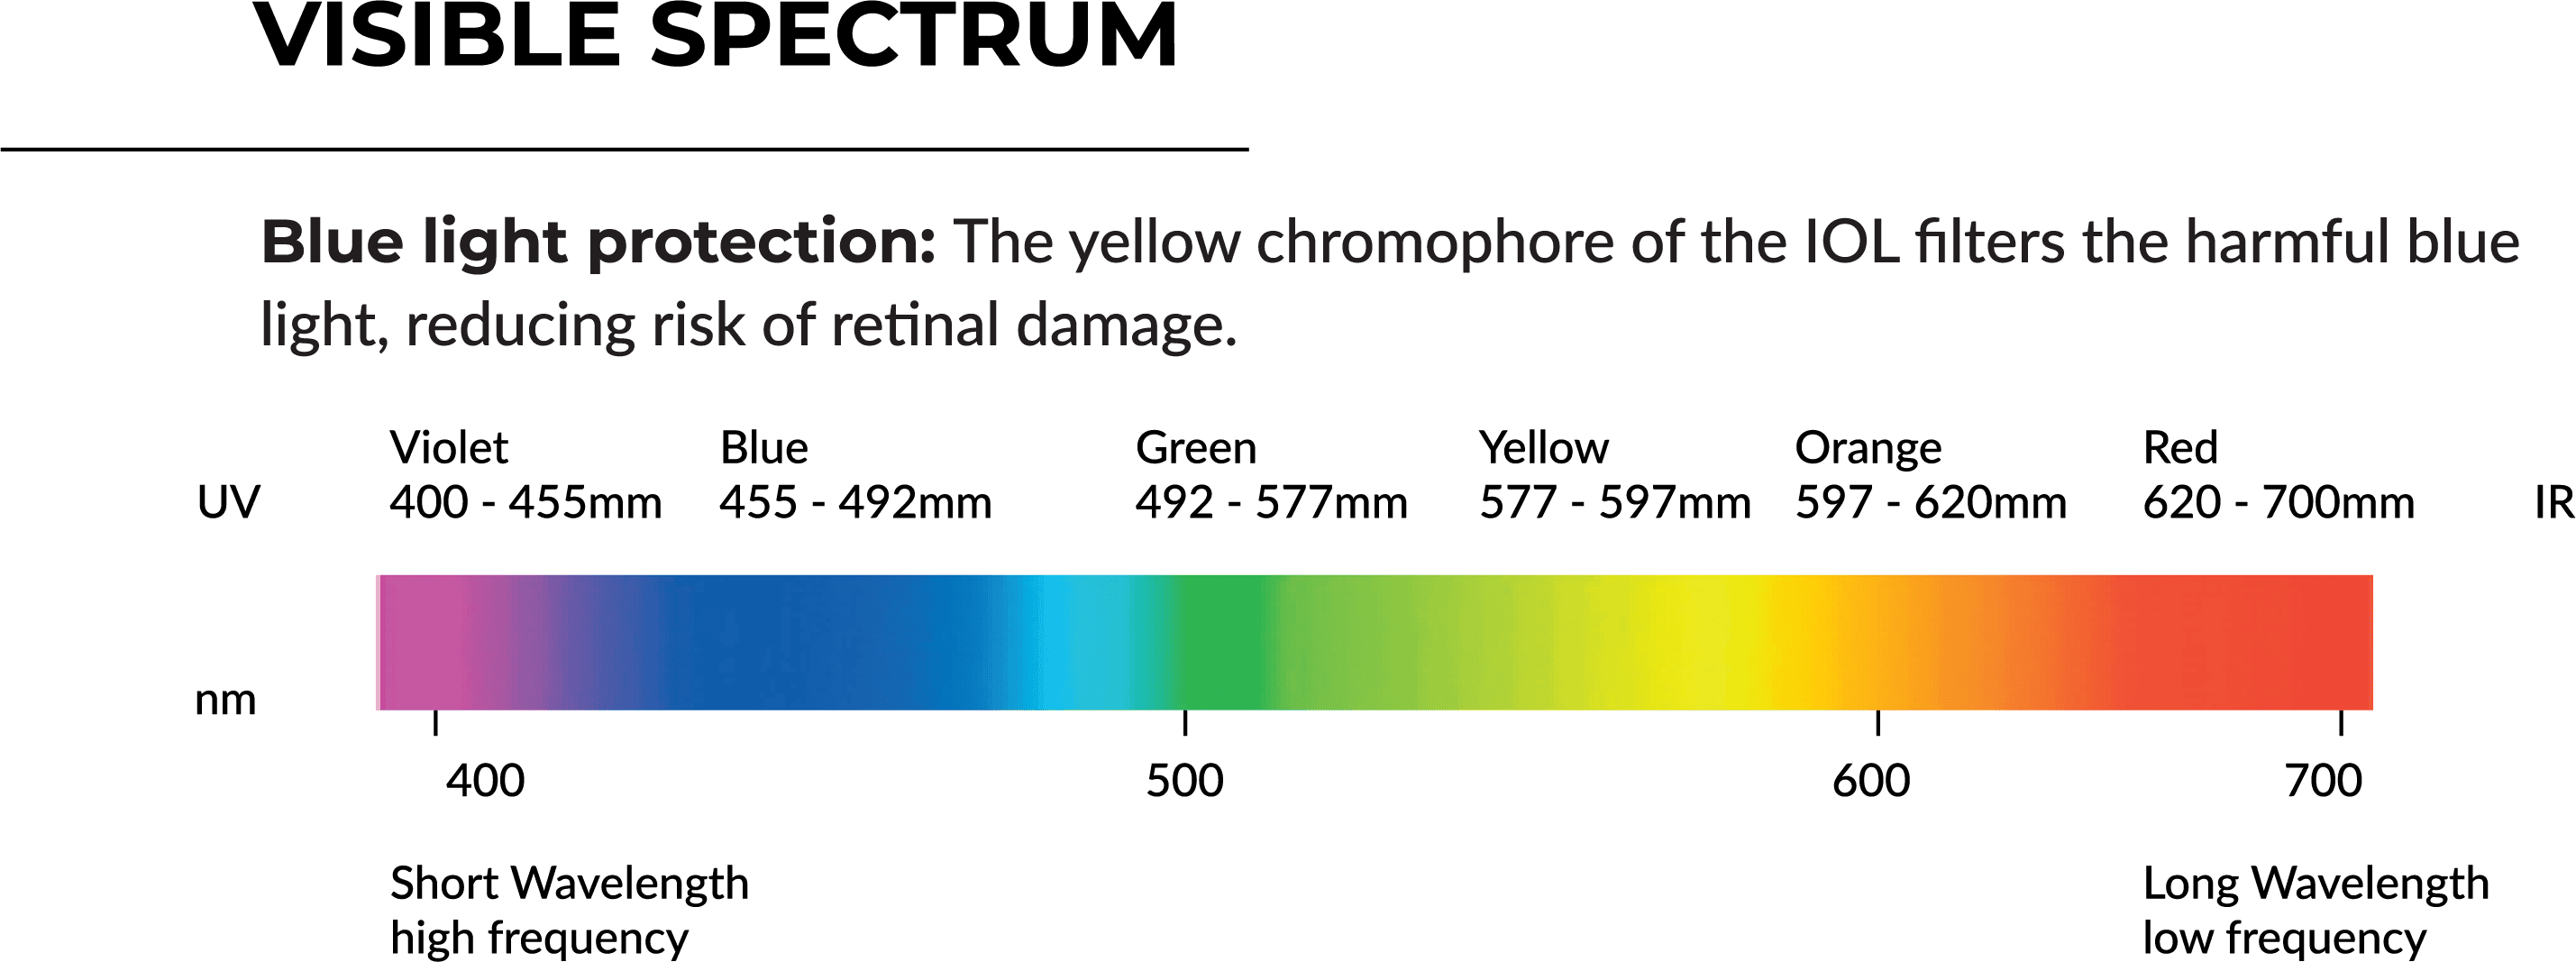 VISIBLE SPECTRUM
Blue light protection: The yellow chromophore of the IOL filters the harmful blue
light, reducing risk of retinal damage.
Violet Blue Green Yellow Orange Red
UV 400 - 455mm 455 - 492mm 492 - 577mm 577 - 597mm 597 - 620mm 620 - 700mm IR
nm
400 500 600 700
Short Wavelength Long Wavelength
high frequency low frequency